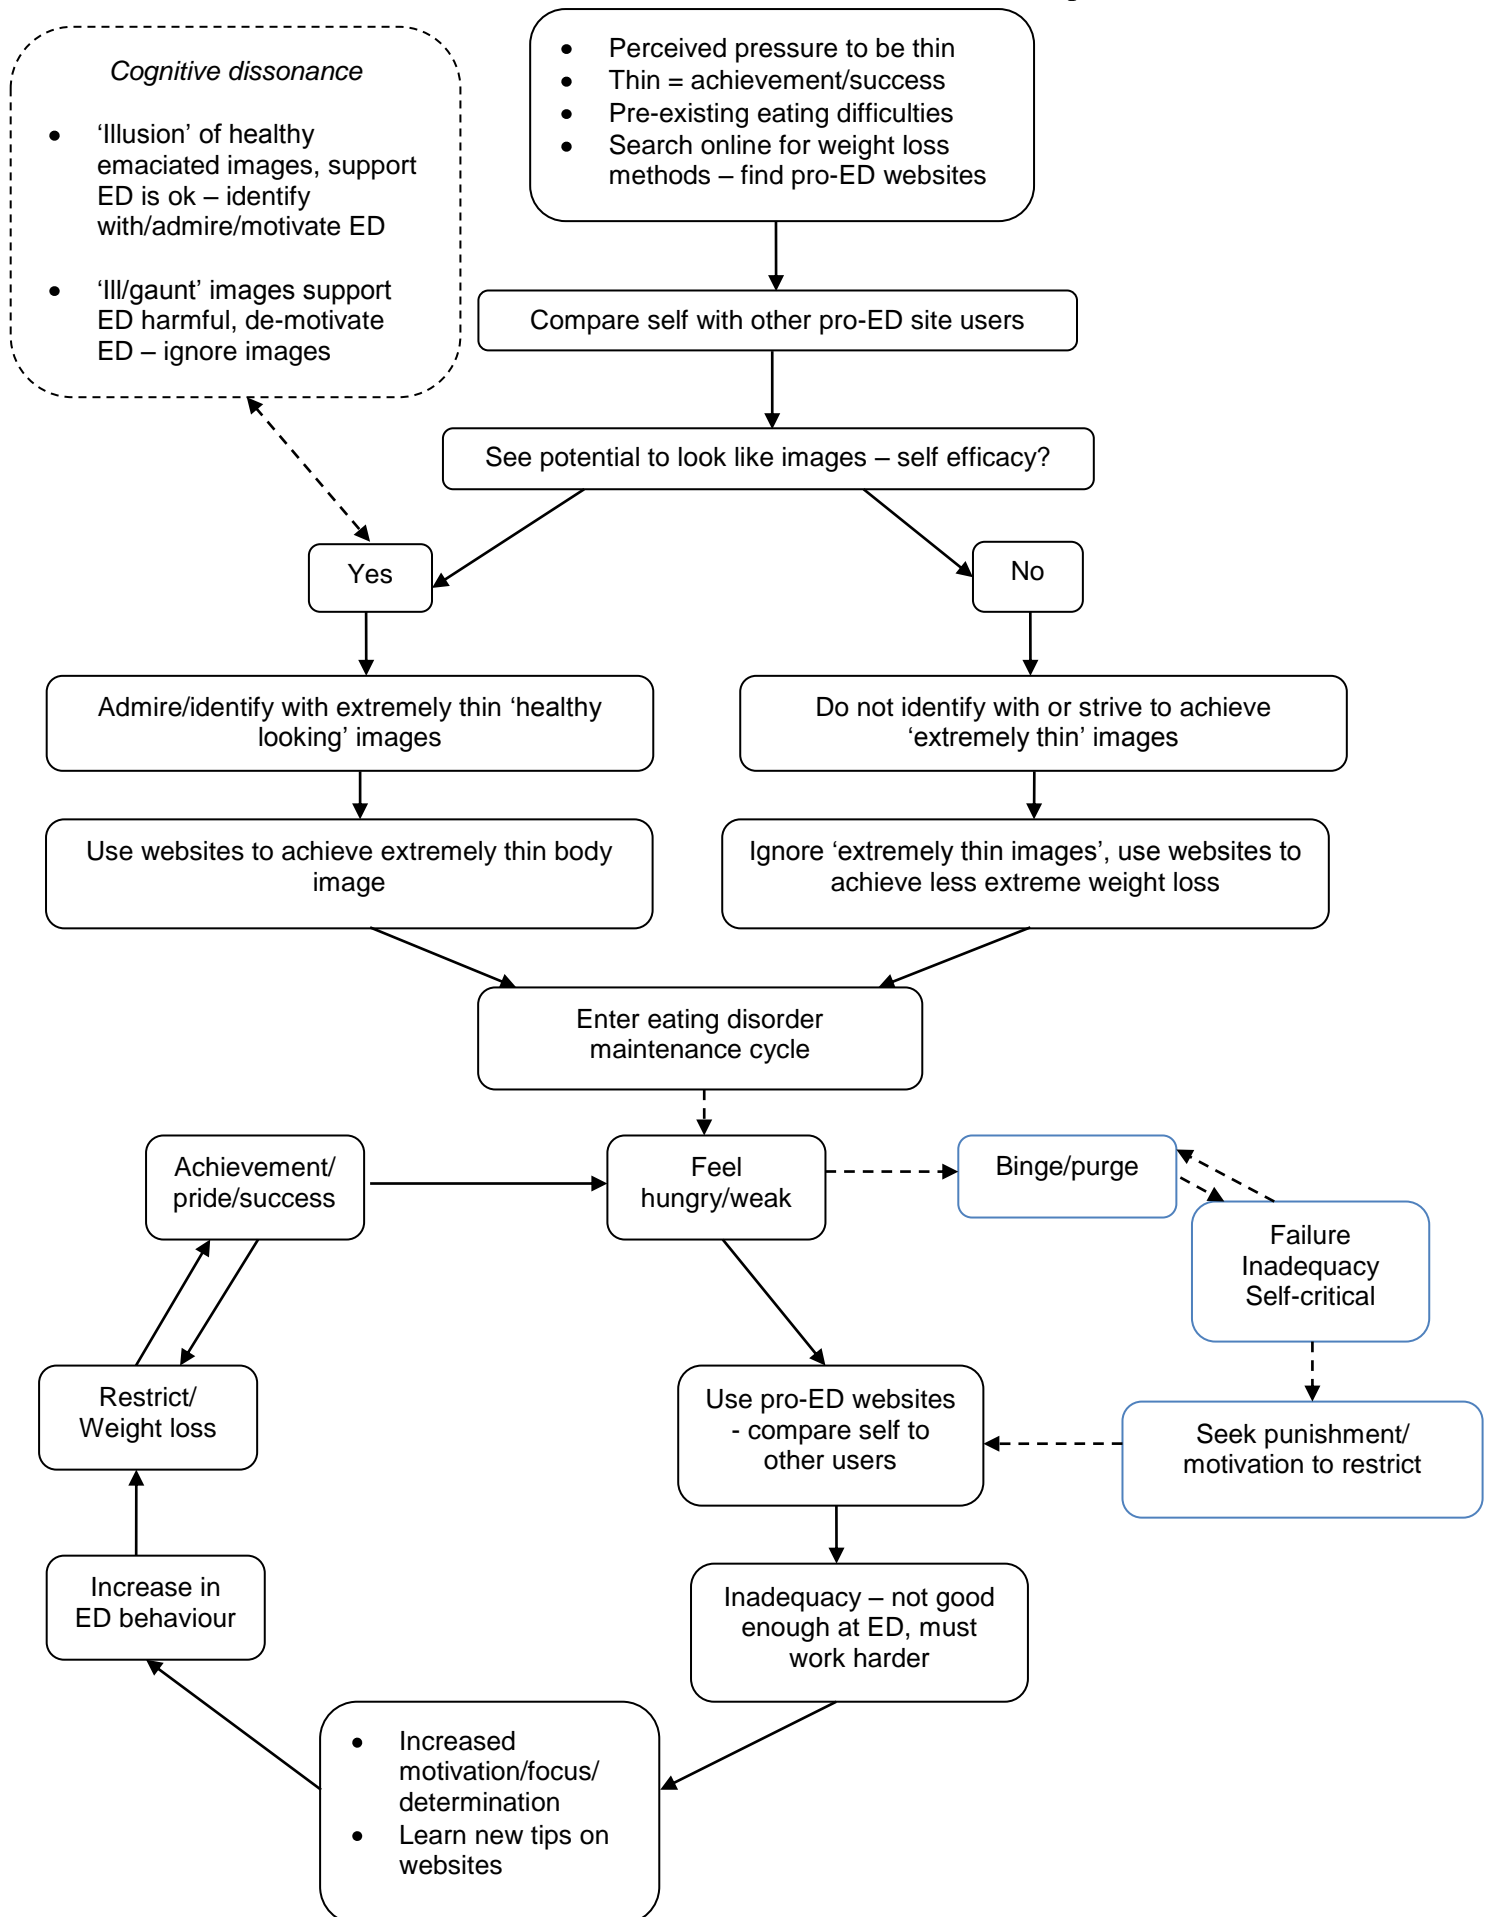 Cognitive dissonance
• ‘Illusion’ of healthy
emaciated images, support
ED is ok – identify
with/admire/motivate ED
• ‘Ill/gaunt’ images support
ED harmful, de-motivate
ED – ignore images
• Perceived pressure to be thin
• Thin = achievement/success
• Pre-existing eating difficulties
• Search online for weight loss
methods – find pro-ED websites
Compare self with other pro-ED site users
See potential to look like images – self efficacy?
Yes
No
Admire/identify with extremely thin ‘healthy
looking’ images
Do not identify with or strive to achieve
‘extremely thin’ images
Use websites to achieve extremely thin body
image
Ignore ‘extremely thin images’, use websites to
achieve less extreme weight loss
Enter eating disorder
maintenance cycle
Achievement/
pride/success
Feel
hungry/weak
Binge/purge
Failure
Inadequacy
Self-critical
Restrict/
Weight loss
Use pro-ED websites
- compare self to
other users
Seek punishment/
motivation to restrict
Increase in
ED behaviour
Inadequacy – not good
enough at ED, must
work harder
• Increased
motivation/focus/
determination
• Learn new tips on
websites